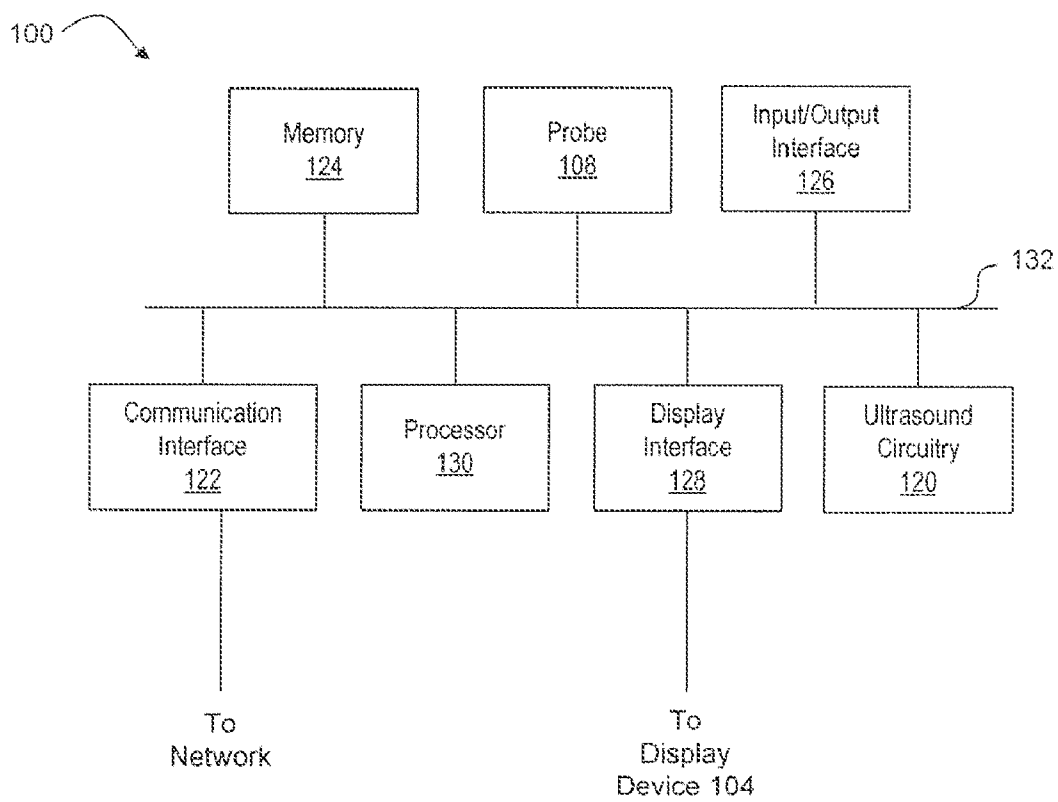 100
Memory
124
Probe
108
Input/Output
Interface
126
132
Communication
Interface
122
Processor
130
Display
Interface
128
Ultrasound
Circuitry
120
To
Network
To
Display
Device 104